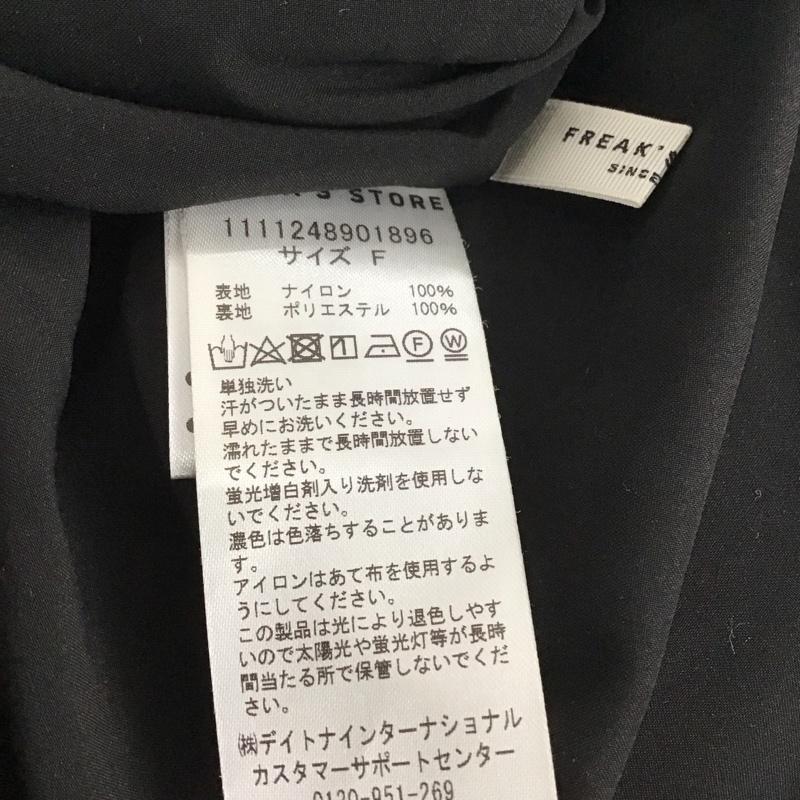 FREAK'S
SINCE
'S STORE
1111248901896
サイズ F
表地 ナイロン 100%
裏地 ポリエステル 100%
F W
単独洗い
汗がついたまま長時間放置せず
早めにお洗いください。
濡れたままで長時間放置しない
でください。
蛍光増白剤入り洗剤を使用しな
いでください。
濃色は色落ちすることがありま
す。
アイロンはあて布を使用するよ
うにしてください。
この製品は光により退色しやす
いので太陽光や蛍光灯等が長時
間当たる所で保管しないでくだ
さい。
㈱デイトナインターナショナル
カスタマーサポートセンター
0120-951-269